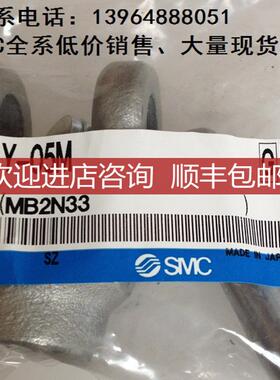 系电话：13964888051
C全系低价销售、大量现货
Y-05M
G
欢迎进店咨询 顺丰包邮！
(MB2N33 )
SZ
SMC
MADE IN JAP